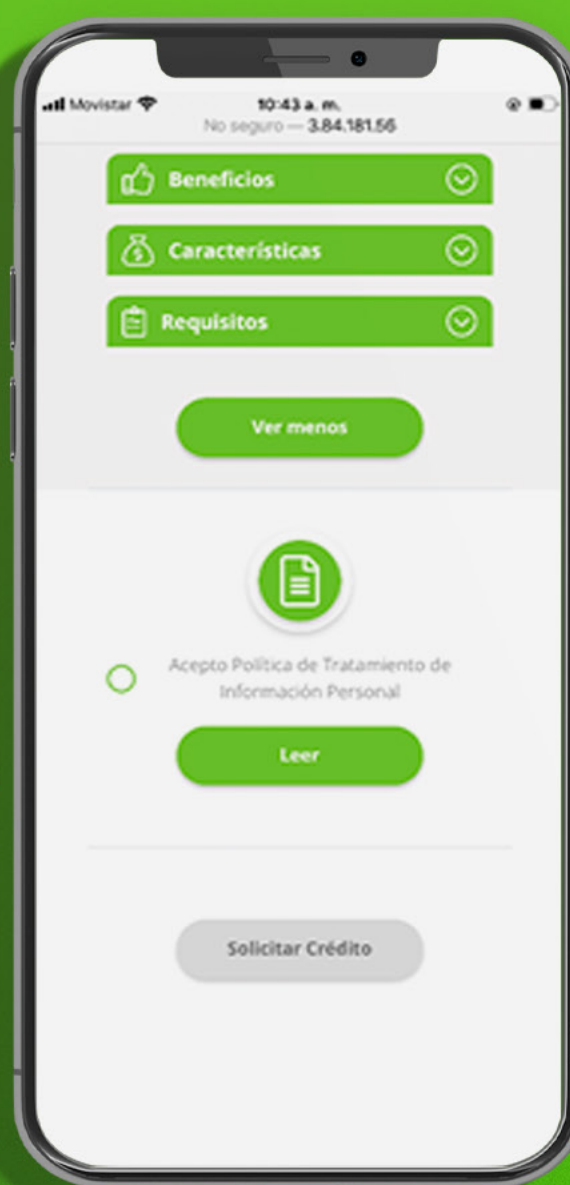 Movistar 10:43 a. m.
No seguro — 3.84.181.56
Beneficios
Características
Requisitos
Ver menos
Acepto Política de Tratamiento de
Información Personal
Leer
Solicitar Crédito